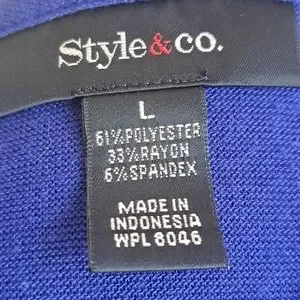 Style&co.
L
61%POLYESTER
33%RAYON
6%SPANDEX
MADE IN
INDONESIA
WPL 8046